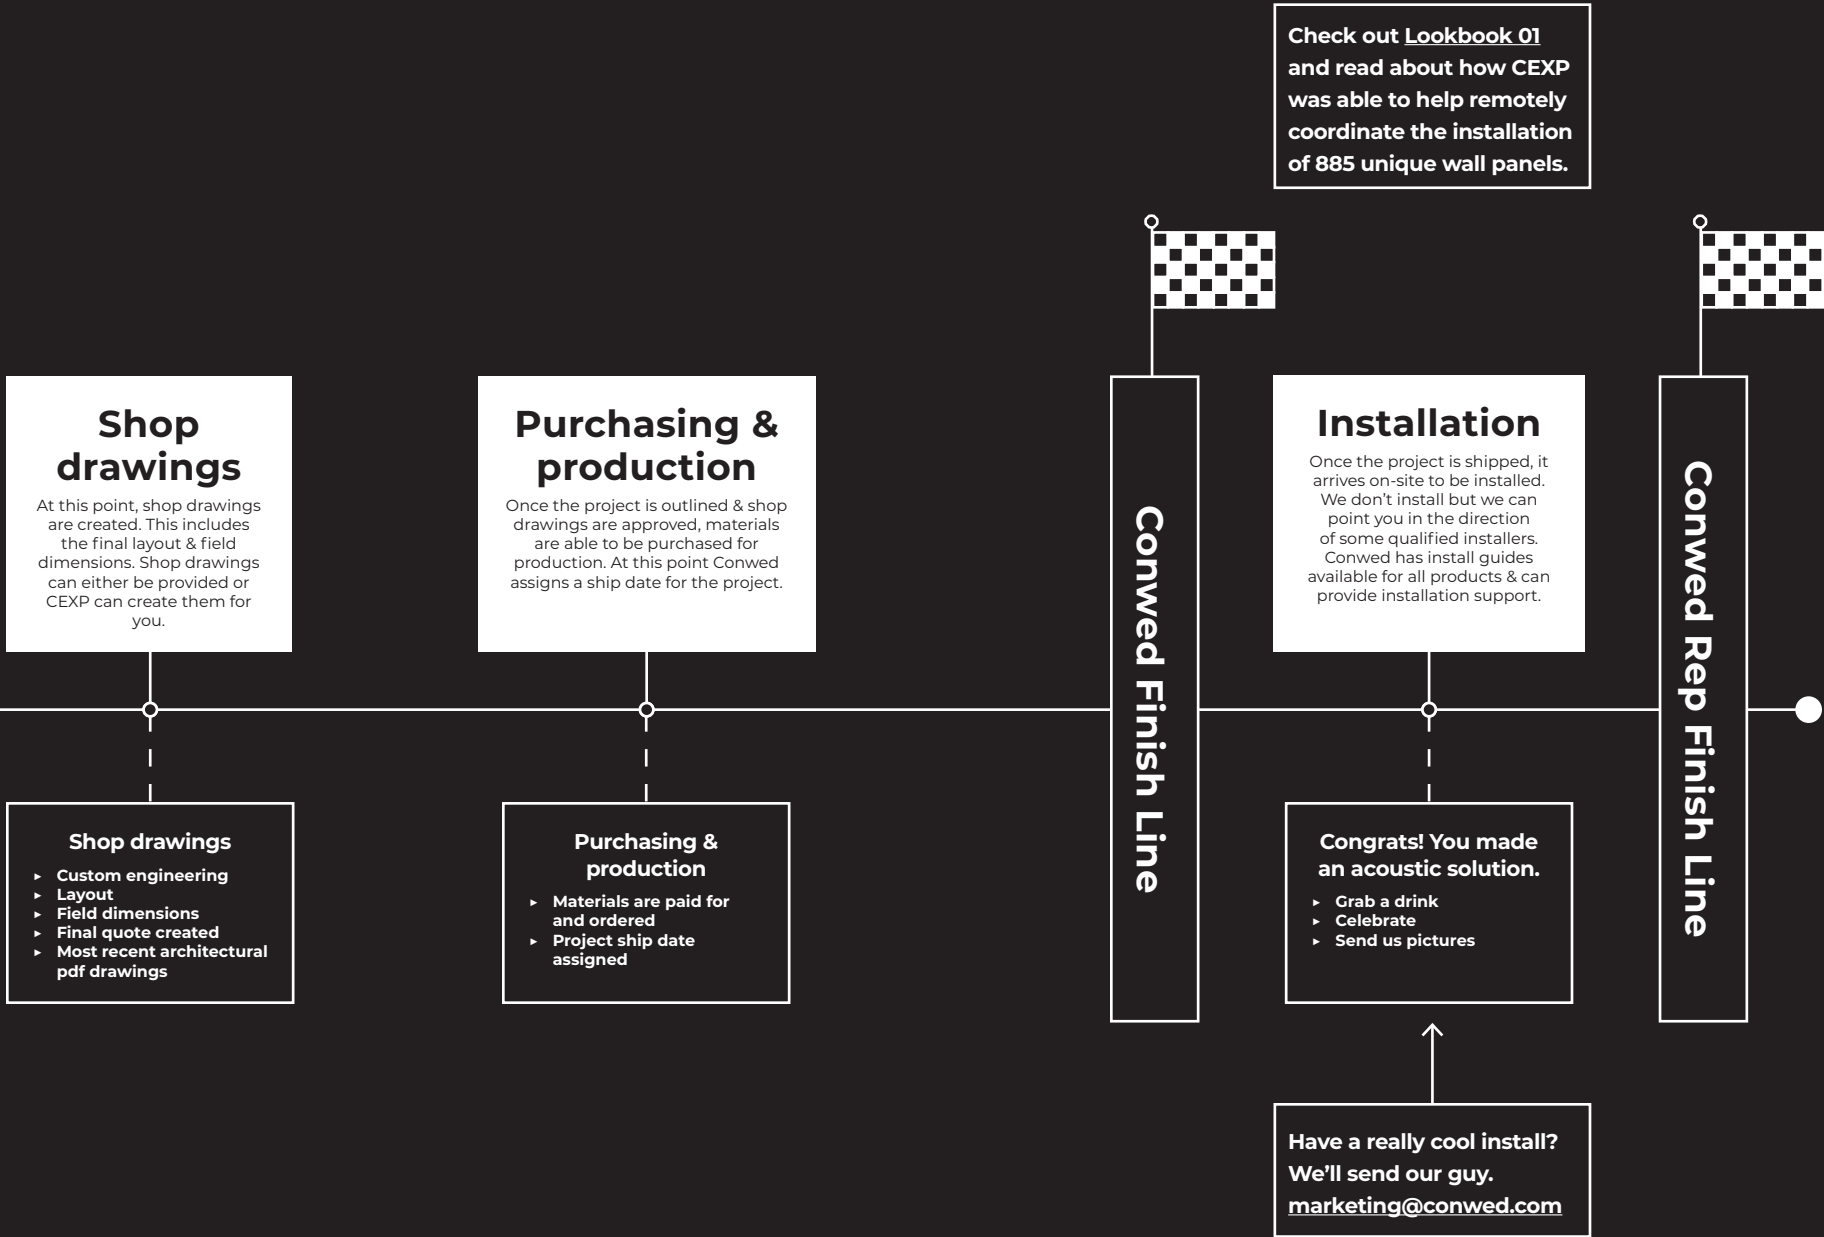 Check out Lookbook 01
and read about how CEXP
was able to help remotely
coordinate the installation
of 885 unique wall panels.
Shop
drawings
At this point, shop drawings
are created. This includes
the final layout & field
dimensions. Shop drawings
can either be provided or
CEXP can create them for
you.
Shop drawings
▸ Custom engineering
▸ Layout
▸ Field dimensions
▸ Final quote created
▸ Most recent architectural
pdf drawings
Purchasing &
production
Once the project is outlined & shop
drawings are approved, materials
are able to be purchased for
production. At this point Conwed
assigns a ship date for the project.
Purchasing &
production
▸ Materials are paid for
and ordered
▸ Project ship date
assigned
Conwed Finish Line
Installation
Once the project is shipped, it
arrives on-site to be installed.
We don’t install but we can
point you in the direction
of some qualified installers.
Conwed has install guides
available for all products & can
provide installation support.
Congrats! You made
an acoustic solution.
▸ Grab a drink
▸ Celebrate
▸ Send us pictures
Have a really cool install?
We’ll send our guy.
marketing@conwed.com
Conwed Rep Finish Line